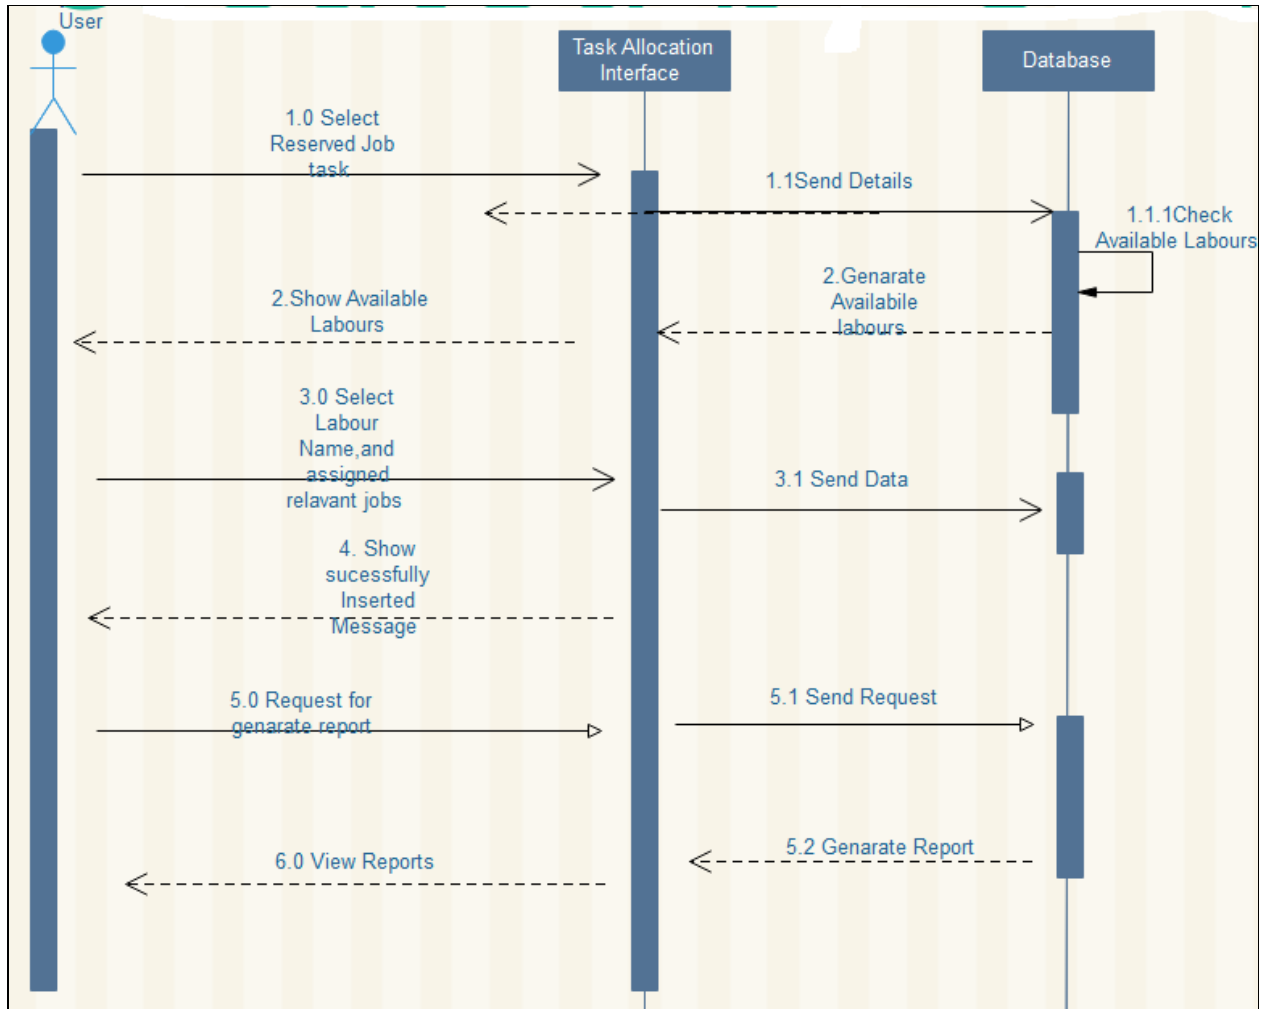 User
Task Allocation
Interface
Database
1.0 Select
Reserved Job
task
1.1Send Details
1.1.1Check
Available Labours
2.Genarate
Availabile
labours
2.Show Available
Labours
3.0 Select
Labour
Name,and
assigned
relavant jobs
3.1 Send Data
4. Show
sucessfully
Inserted
Message
5.0 Request for
genarate report
5.1 Send Request
5.2 Genarate Report
6.0 View Reports